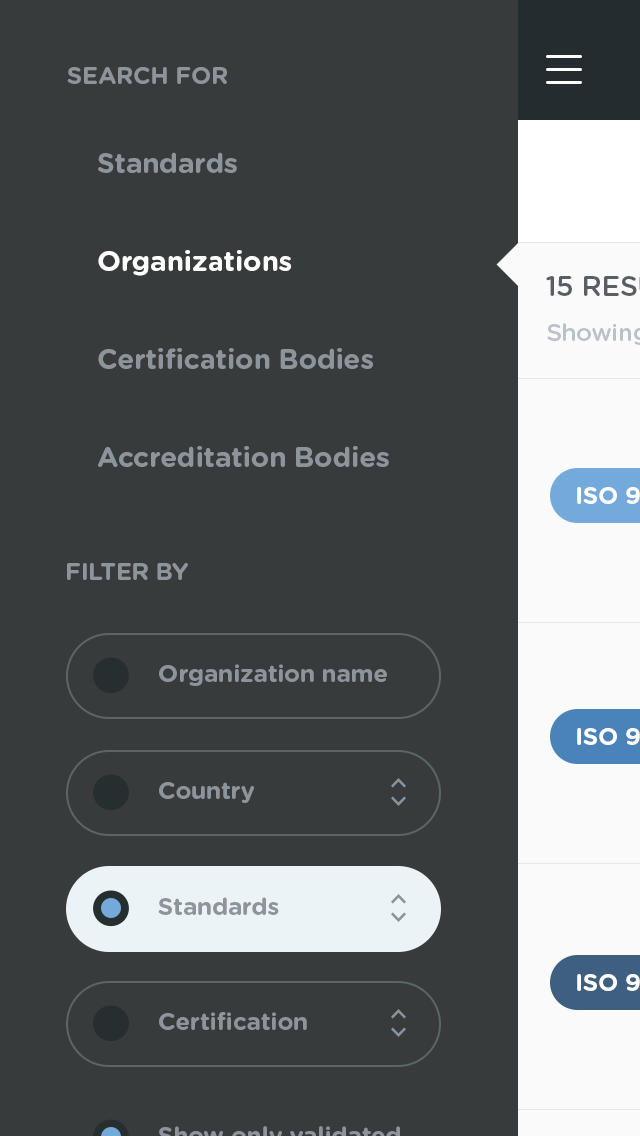 SEARCH FOR
Standards
Organizations
Certification Bodies
Accreditation Bodies
FILTER BY
Organization name
Country
Standards
Certification
Show only validated
15 RES
Showing
ISO 9
ISO 9
ISO 9